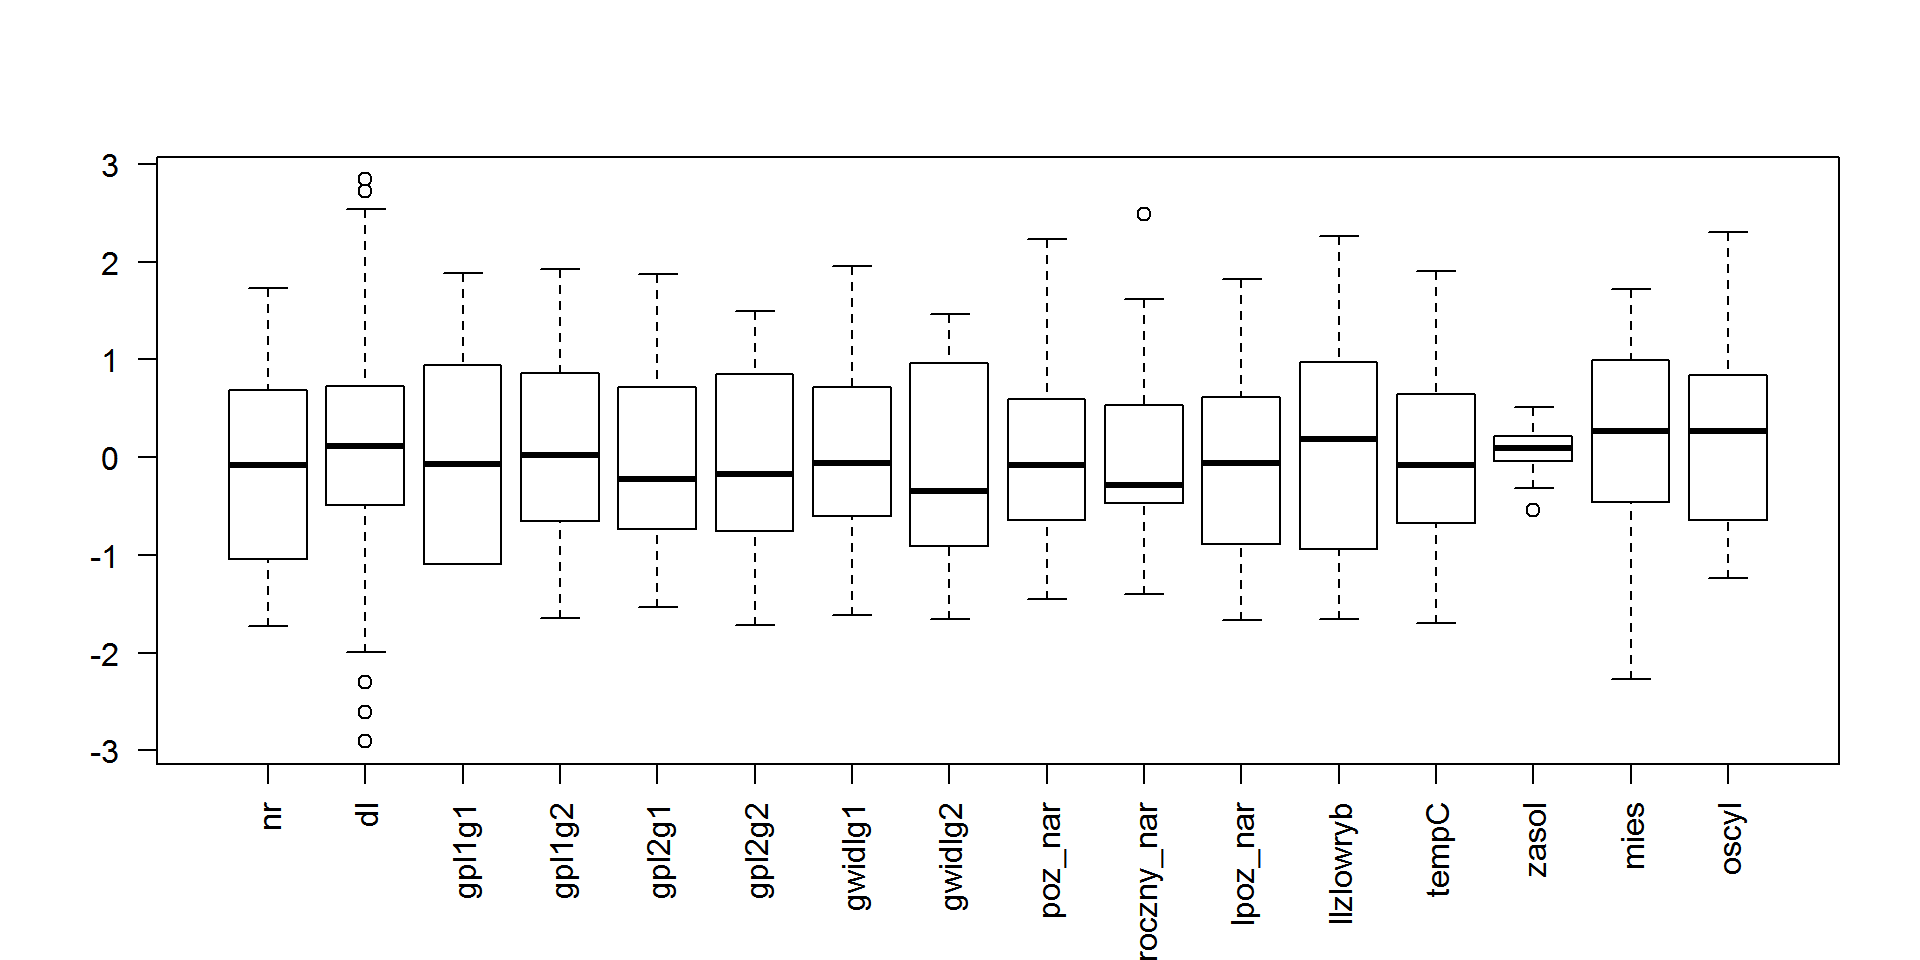 3
2
1
0
-1
-2
-3
nr
dl
gpl1g1
gpl1g2
gpl2g1
gpl2g2
gwidlg1
gwidlg2
poz_nar
roczny_nar
lpoz_nar
llzlowryb
tempC
zasol
mies
oscyl